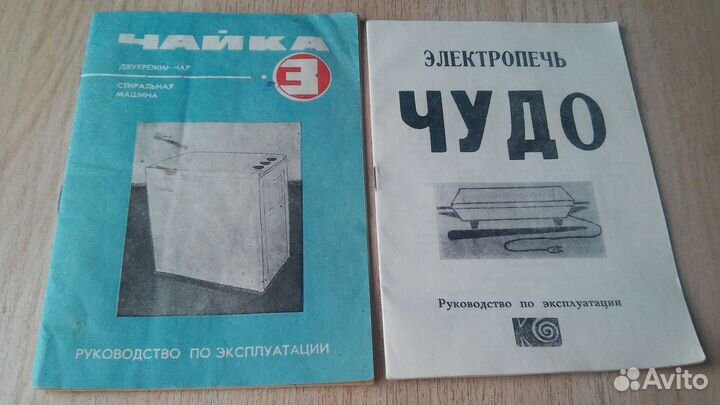 ЧАЙКА
ДВУХРЕЖИМНАЯ
3
СТИРАЛЬНАЯ
МАШИНА
РУКОВОДСТВО ПО ЭКСПЛУАТАЦИИ
ЭЛЕКТРОПЕЧЬ
ЧУДО
Руководство по эксплуатации
К
Avito